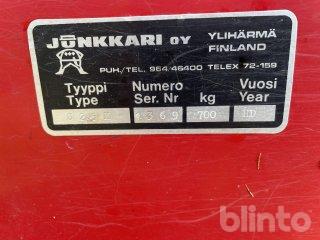 JUNKKARI OY
YLIHÄRMÄ
FINLAND
PUH./TEL. 964/46400 TELEX 72-159
Tyyppi Numero Vuosi
Type Ser. Nr kg Year
700
blinto